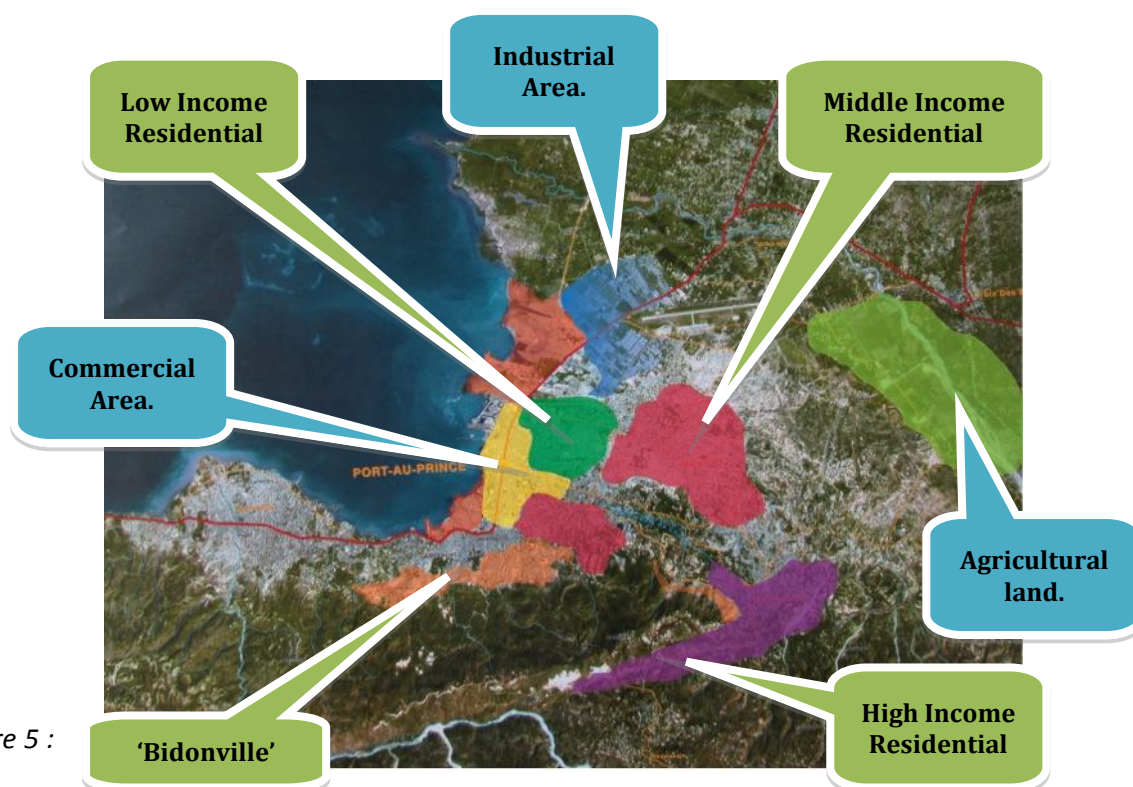 Industrial
Area.
Low Income
Residential
Middle Income
Residential
Commercial
Area.
PORT-AU-PRINCE
Agricultural
land.
High Income
Residential
‘Bidonville’
re 5 :